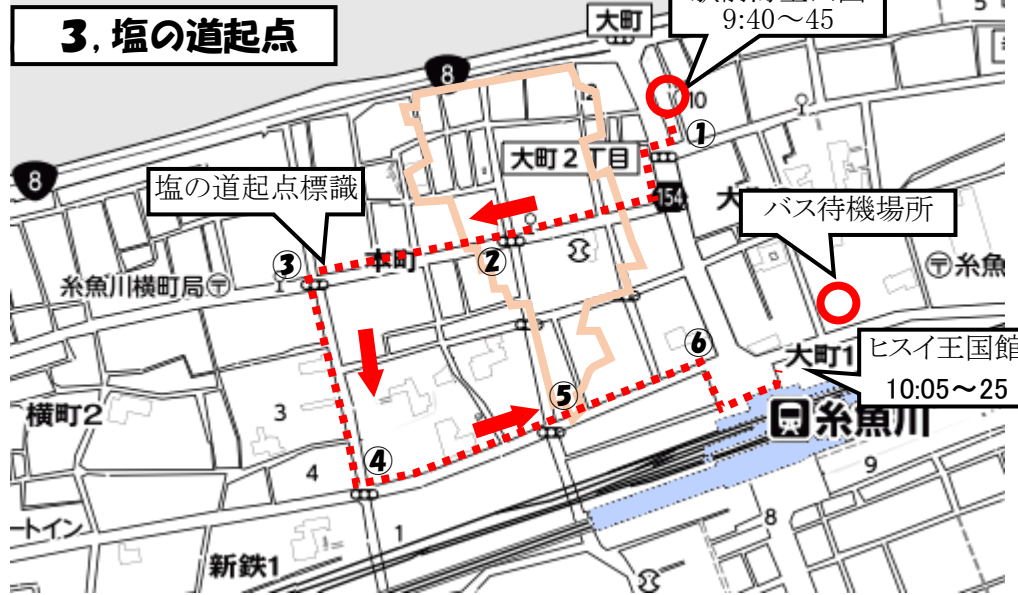 3,塩の道起点
大町
9:40～45
5
8
12
10
①
大町2丁目
8
塩の道起点標識
154
バス待機場所
②
本町
③
糸魚川横町局〒
〒糸魚
⑥
大町1
ヒスイ王国館
10:05～25
横町2
3
⑤
糸魚川
④
4
9
ートイン
1
8
新鉄1